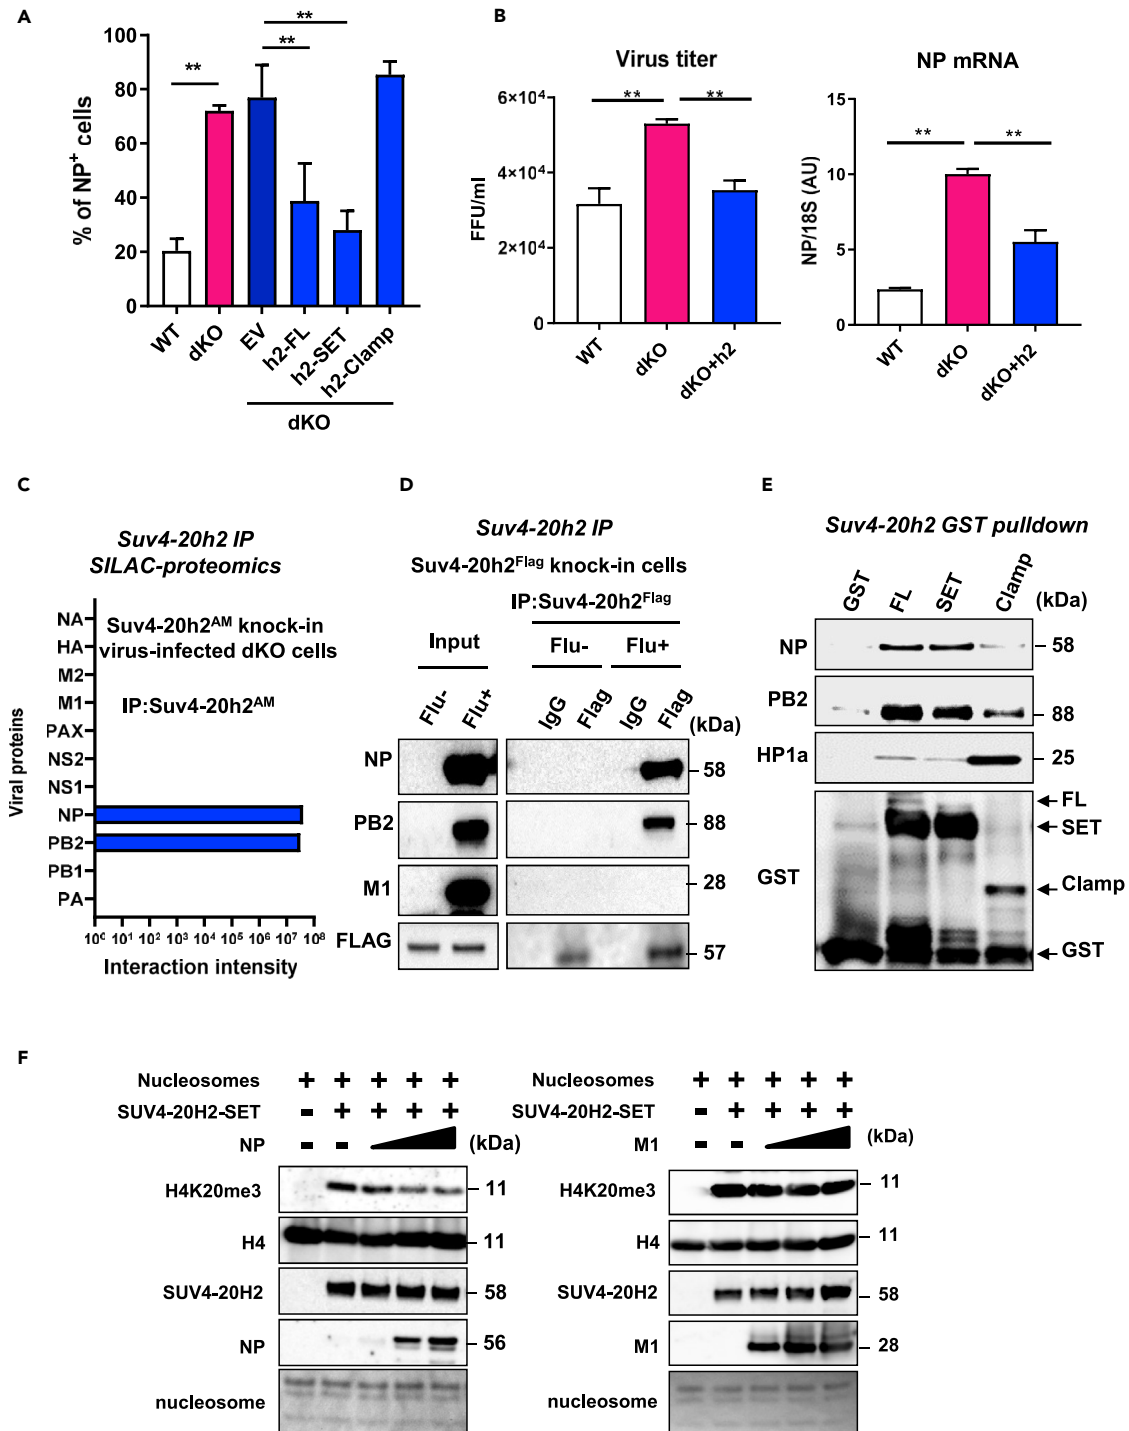 A
% of NP+ cells
100
80
60
40
20
0
**
**
**
WT
dKO
EV
h2-FL
h2-SET
h2-Clamp
dKO
B
Virus titer
FFU/ml
6×10⁴
4×10⁴
2×10⁴
0
**
**
WT
dKO
dKO+h2
NP mRNA
NP/18S (AU)
15
10
5
0
**
**
WT
dKO
dKO+h2
C
Suv4-20h2 IP
SILAC-proteomics
Suv4-20h2AM knock-in
virus-infected dKO cells
IP:Suv4-20h2AM
Viral proteins
NA
HA
M2
M1
PAX
NS2
NS1
NP
PB2
PB1
PA
10⁰ 10¹ 10² 10³ 10⁴ 10⁵ 10⁶ 10⁷ 10⁸
Interaction intensity
D
Suv4-20h2 IP
Suv4-20h2Flag knock-in cells
IP:Suv4-20h2Flag
Input Flu- Flu+
Flu- Flu+ IgG Flag IgG Flag (kDa)
NP 58
PB2 88
M1 28
FLAG 57
E
Suv4-20h2 GST pulldown
GST FL SET Clamp (kDa)
NP 58
PB2 88
HP1a 25
GST
FL
SET
Clamp
GST
F
Nucleosomes + + + + +
SUV4-20H2-SET - + + + +
NP - - (kDa)
H4K20me3 11
H4 11
SUV4-20H2 58
NP 56
nucleosome
Nucleosomes + + + + +
SUV4-20H2-SET - + + + +
M1 - - (kDa)
H4K20me3 11
H4 11
SUV4-20H2 58
M1 28
nucleosome